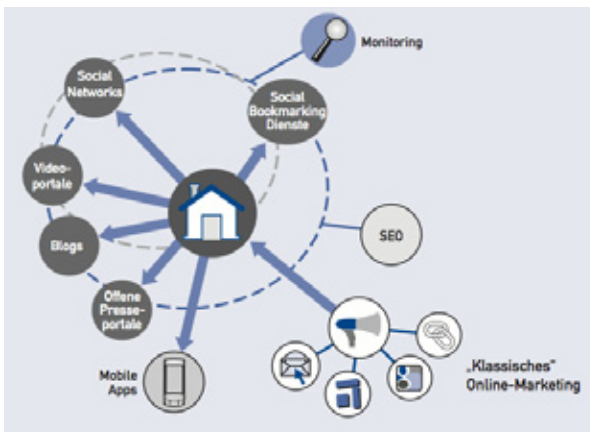 Monitoring
Social
Networks
Social
Bookmarking
Dienste
Video-
portale
SEO
Blogs
Offene
Presse-
portale
Mobile
Apps
„Klassisches“
Online-Marketing